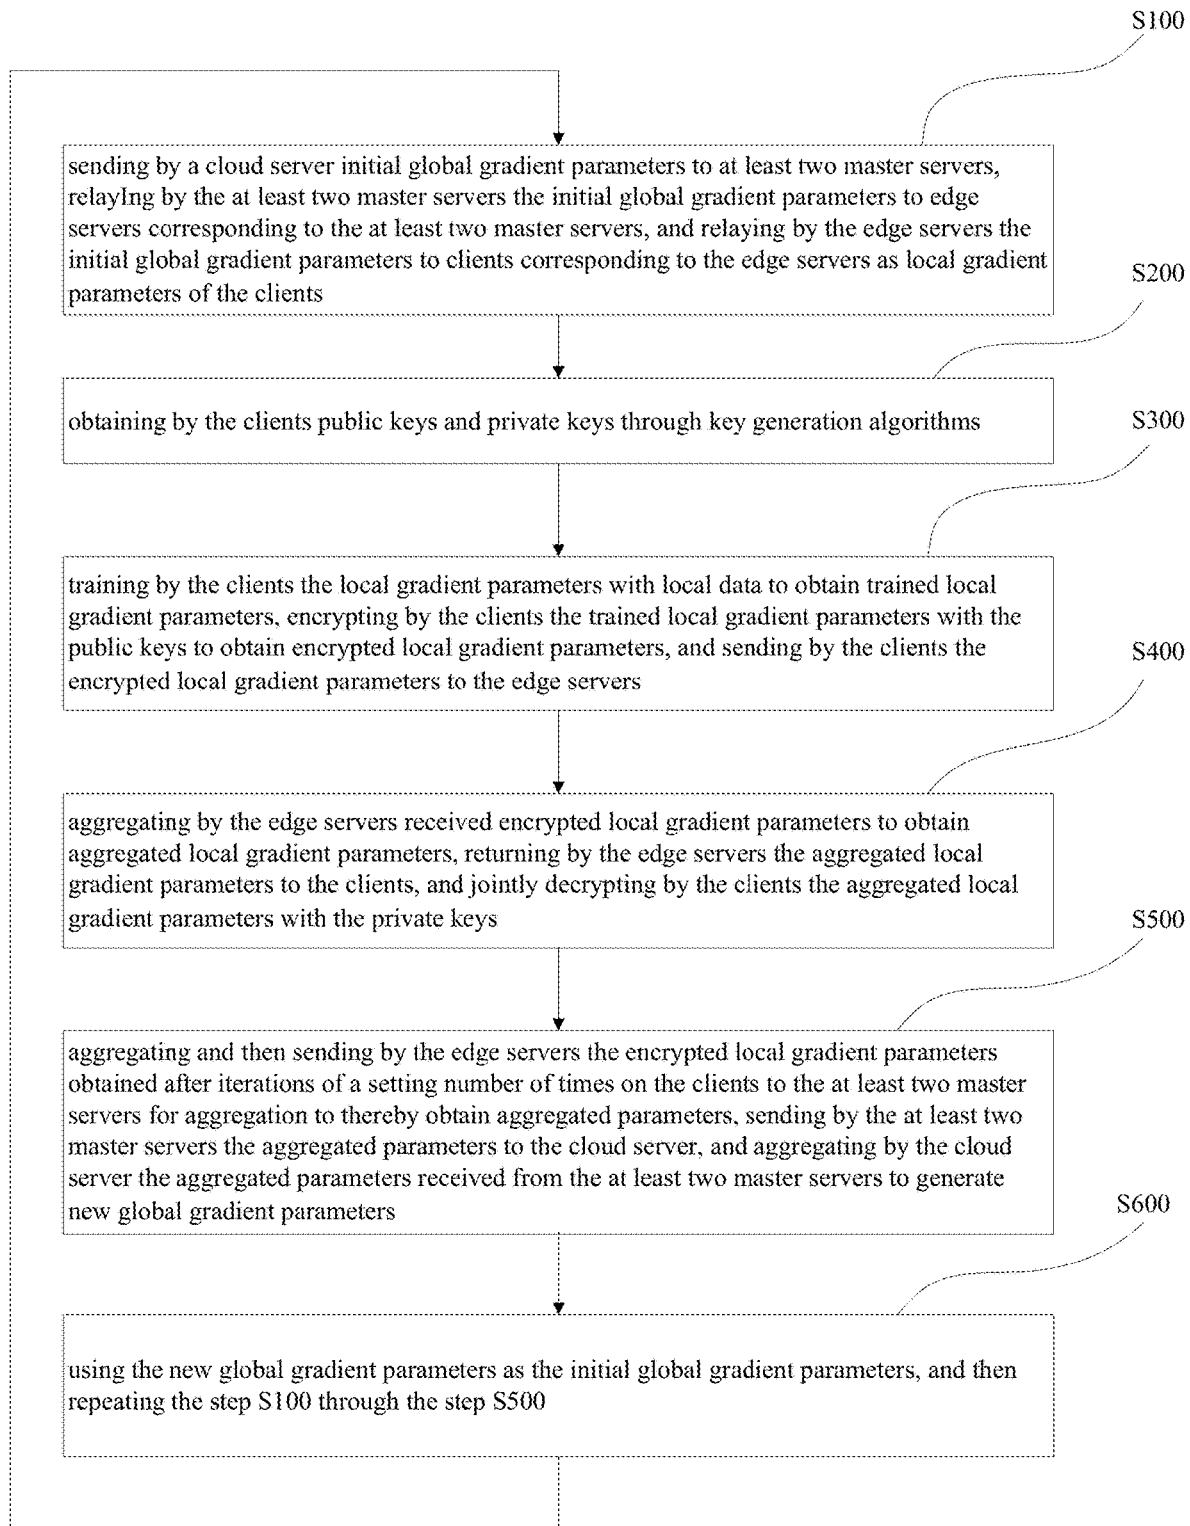 S100
sending by a cloud server initial global gradient parameters to at least two master servers,
relayIng by the at least two master servers the initial global gradient parameters to edge
servers corresponding to the at least two master servers, and relaying by the edge servers the
initial global gradient parameters to clients corresponding to the edge servers as local gradient
parameters of the clients
S200
obtaining by the clients public keys and private keys through key generation algorithms
S300
training by the clients the local gradient parameters with local data to obtain trained local
gradient parameters, encrypting by the clients the trained local gradient parameters with the
public keys to obtain encrypted local gradient parameters, and sending by the clients the
encrypted local gradient parameters to the edge servers
S400
aggregating by the edge servers received encrypted local gradient parameters to obtain
aggregated local gradient parameters, returning by the edge servers the aggregated local
gradient parameters to the clients, and jointly decrypting by the clients the aggregated local
gradient parameters with the private keys
S500
aggregating and then sending by the edge servers the encrypted local gradient parameters
obtained after iterations of a setting number of times on the clients to the at least two master
servers for aggregation to thereby obtain aggregated parameters, sending by the at least two
master servers the aggregated parameters to the cloud server, and aggregating by the cloud
server the aggregated parameters received from the at least two master servers to generate
new global gradient parameters
S600
using the new global gradient parameters as the initial global gradient parameters, and then
repeating the step S100 through the step S500